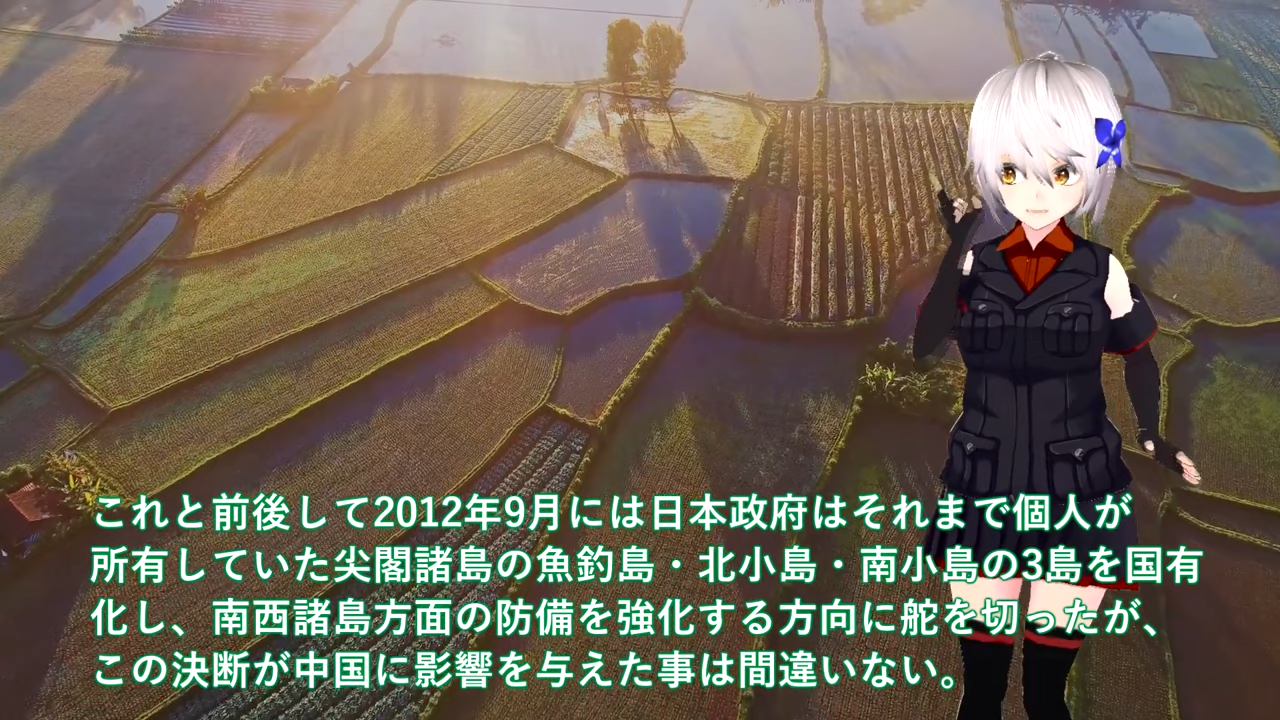 これと前後して2012年9月には日本政府はそれまで個人が
所有していた尖閣諸島の魚釣島・北小島・南小島の3島を国有
化し、南西諸島方面の防備を強化する方向に舵を切ったが、
この決断が中国に影響を与えた事は間違いない。